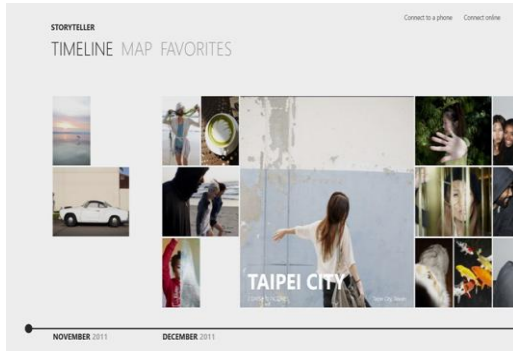 Connect to a phone Connect online
STORYTELLER
TIMELINE MAP FAVORITES
TAIPEI CITY
NOVEMBER 2011 DECEMBER 2011